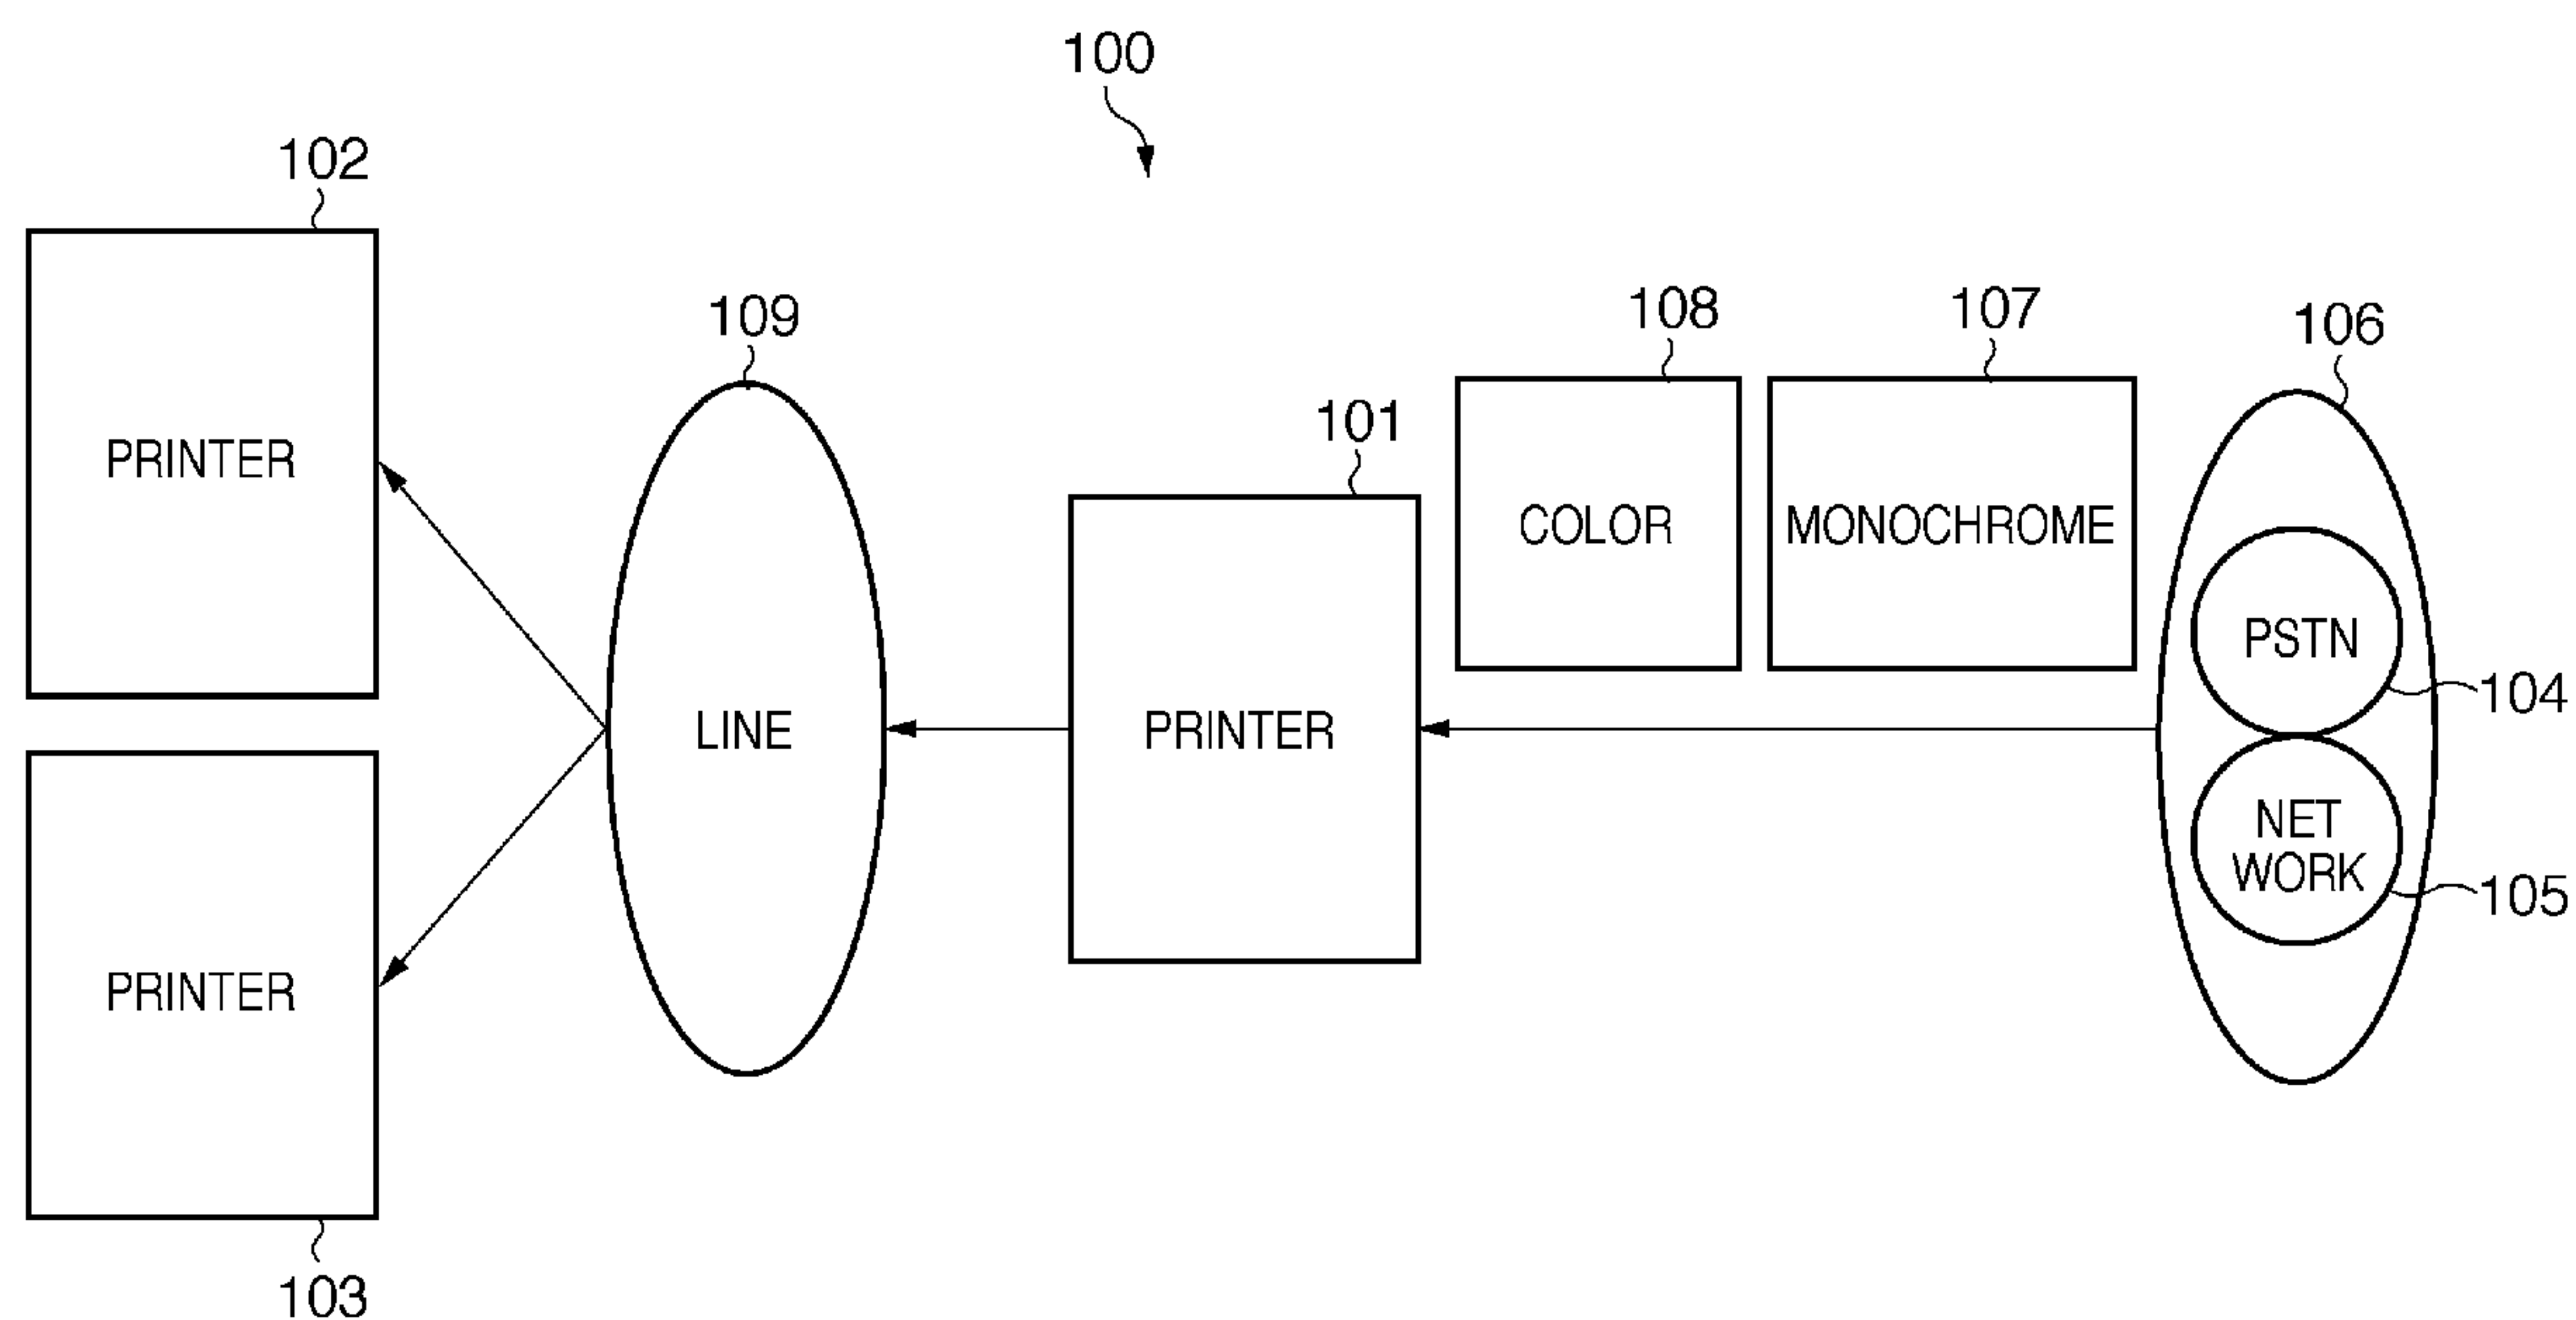 100
102
109
108
107
106
101
PRINTER
COLOR
MONOCHROME
PSTN
104
LINE
PRINTER
NET
WORK
105
PRINTER
103